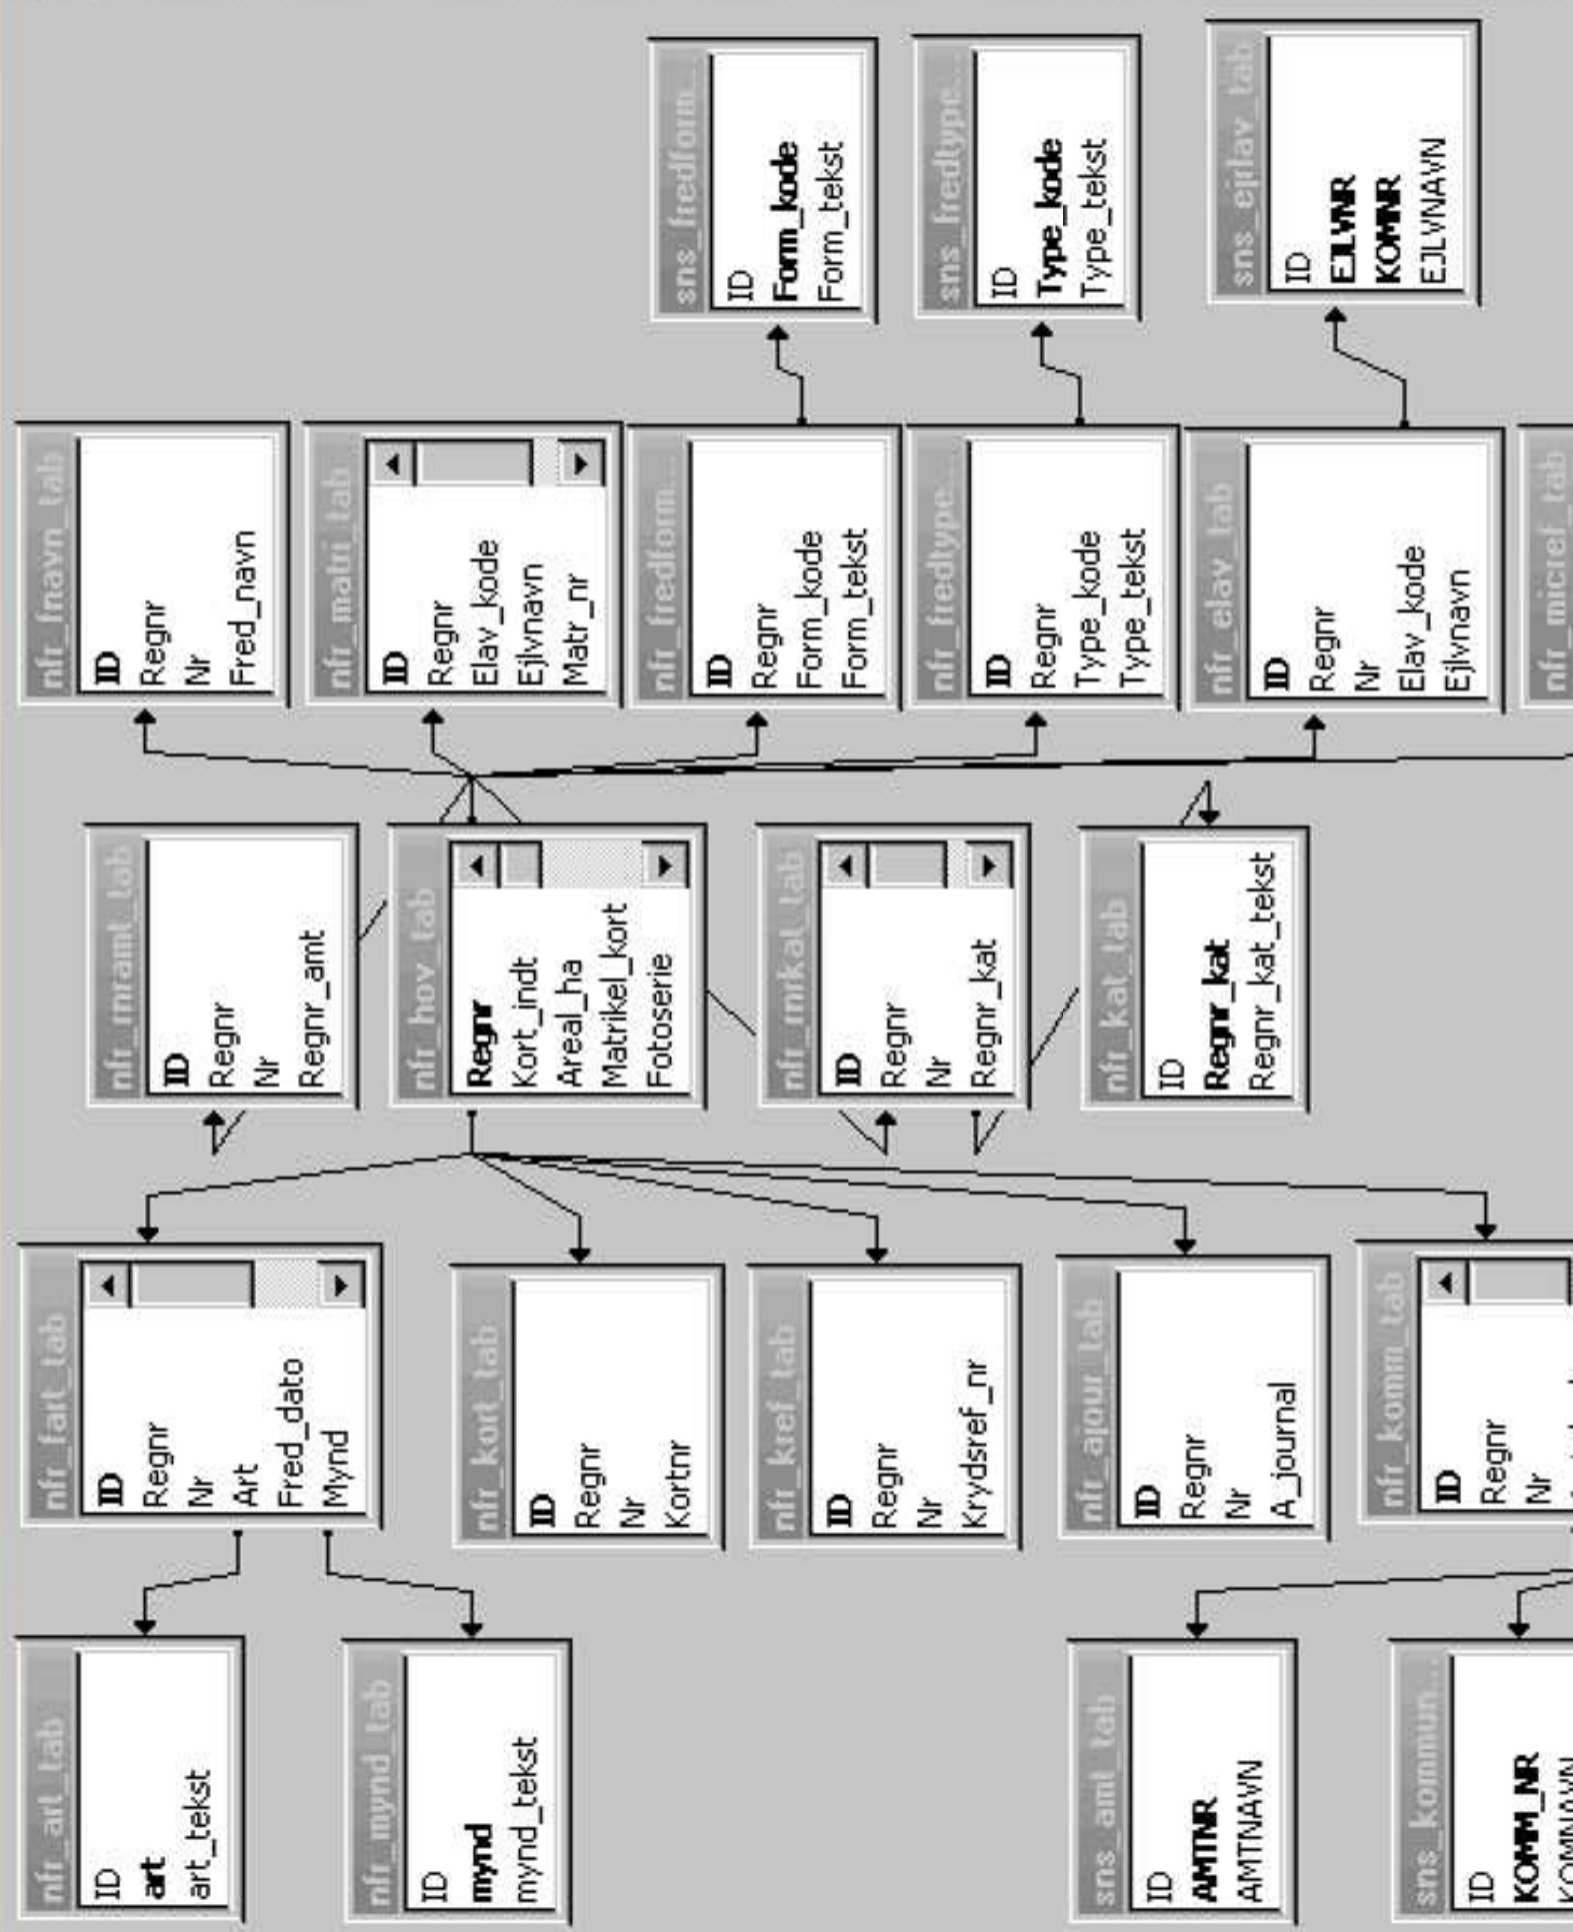 nfr_art_tab
ID
art
art_tekst
nfr_mynd_tab
ID
mynd
mynd_tekst
sns_amt_tab
ID
AMTNR
AMTNAVN
sns_kommun...
ID
KOMM_NR
nfr_fart_tab
ID
Regnr
Nr
Art
Fred_dato
Mynd
nfr_kort_tab
ID
Regnr
Nr
Kortnr
nfr_kref_tab
ID
Regnr
Nr
Krydsref_nr
nfr_ajour_tab
ID
Regnr
Nr
A_journal
nfr_komm_tab
ID
Regnr
Nr
nfr_rnramt_tab
ID
Regnr
Nr
Regnr_amt
nfr_hov_tab
Regnr
Kort_indt
Areal_ha
Matrikel_kort
Fotoserie
nfr_rnrkat_tab
ID
Regnr
Nr
Regnr_kat
nfr_kat_tab
ID
Regnr_kat
Regnr_kat_tekst
nfr_fnavn_tab
ID
Regnr
Nr
Fred_navn
nfr_matri_tab
ID
Regnr
Elav_kode
Ejlvnavn
Matr_nr
nfr_fredform...
ID
Regnr
Form_kode
Form_tekst
nfr_fredtype...
ID
Regnr
Type_kode
Type_tekst
nfr_elav_tab
ID
Regnr
Nr
Elav_kode
Ejlvnavn
nfr_micref_tab
sns_fredform...
ID
Form_kode
Form_tekst
sns_fredtype...
ID
Type_kode
Type_tekst
sns_ejrlav_tab
ID
EJLVNR
KOMNR
EJLVNAVN